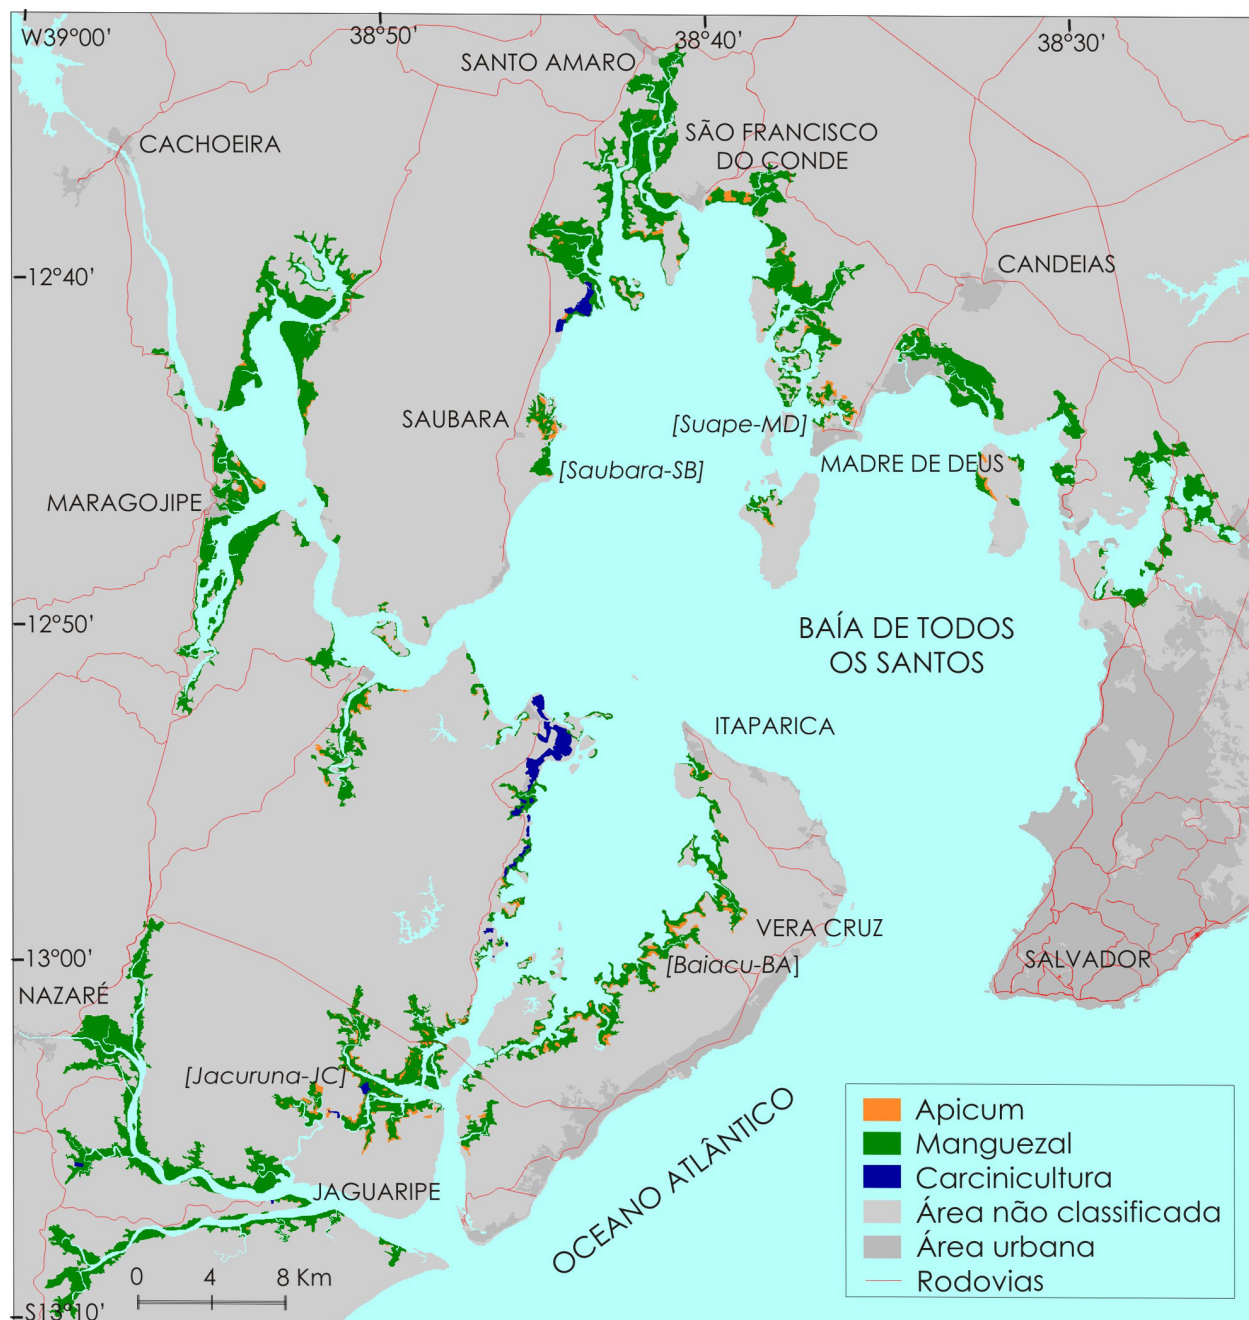 W39°00’
38°50’
38°40’
38°30’
SANTO AMARO
CACHOEIRA
SÃO FRANCISCO
DO CONDE
12°40’
CANDEIAS
SAUBARA
[Suape-MD]
[Saubara-SB]
MADRE DE DEUS
MARAGOJIPE
12°50’
BAÍA DE TODOS
OS SANTOS
ITAPARICA
VERA CRUZ
13°00’
[Baiacu-BA]
SALVADOR
NAZARÉ
[Jacuruna-JC]
JAGUARIPE
OCEANO ATLÂNTICO
Apicum
Manguezal
Carcinicultura
Área não classificada
Área urbana
Rodovias
0 4 8 Km
S13°10’